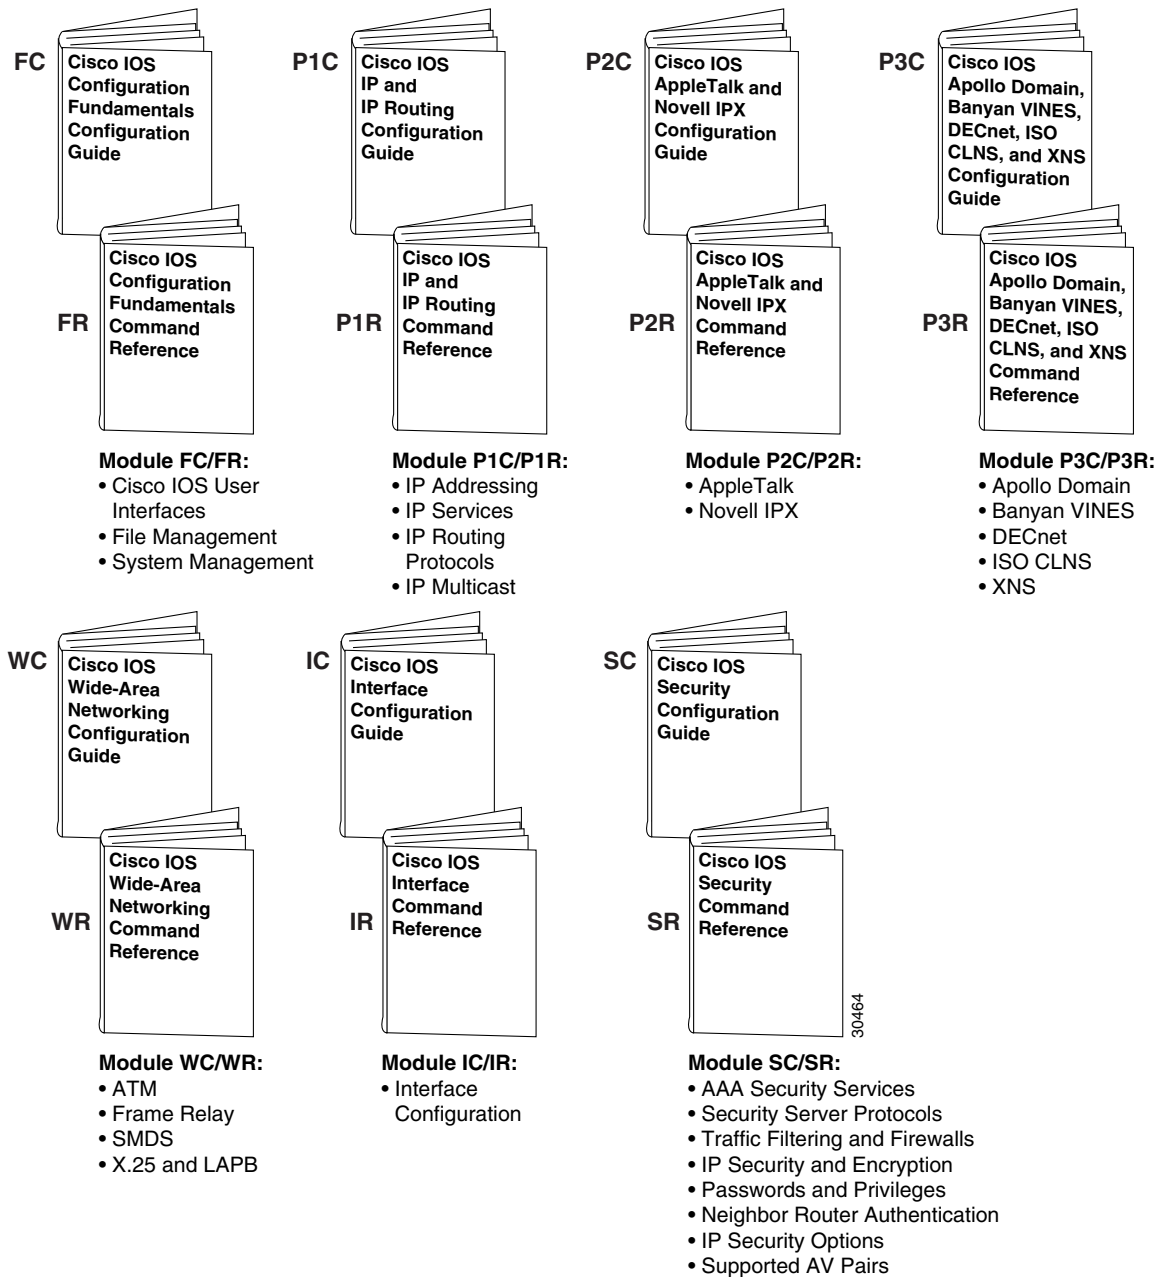 FC
Cisco IOS
Configuration
Fundamentals
Configuration
Guide
FR
Cisco IOS
Configuration
Fundamentals
Command
Reference
Module FC/FR:
• Cisco IOS User
Interfaces
• File Management
• System Management
P1C
Cisco IOS
IP and
IP Routing
Configuration
Guide
P1R
Cisco IOS
IP and
IP Routing
Command
Reference
Module P1C/P1R:
• IP Addressing
• IP Services
• IP Routing
Protocols
• IP Multicast
P2C
Cisco IOS
AppleTalk and
Novell IPX
Configuration
Guide
P2R
Cisco IOS
AppleTalk and
Novell IPX
Command
Reference
Module P2C/P2R:
• AppleTalk
• Novell IPX
P3C
Cisco IOS
Apollo Domain,
Banyan VINES,
DECnet, ISO
CLNS, and XNS
Configuration
Guide
P3R
Cisco IOS
Apollo Domain,
Banyan VINES,
DECnet, ISO
CLNS, and XNS
Command
Reference
Module P3C/P3R:
• Apollo Domain
• Banyan VINES
• DECnet
• ISO CLNS
• XNS
WC
Cisco IOS
Wide-Area
Networking
Configuration
Guide
WR
Cisco IOS
Wide-Area
Networking
Command
Reference
Module WC/WR:
• ATM
• Frame Relay
• SMDS
• X.25 and LAPB
IC
Cisco IOS
Interface
Configuration
Guide
IR
Cisco IOS
Interface
Command
Reference
Module IC/IR:
• Interface
Configuration
SC
Cisco IOS
Security
Configuration
Guide
SR
Cisco IOS
Security
Command
Reference
30464
Module SC/SR:
• AAA Security Services
• Security Server Protocols
• Traffic Filtering and Firewalls
• IP Security and Encryption
• Passwords and Privileges
• Neighbor Router Authentication
• IP Security Options
• Supported AV Pairs